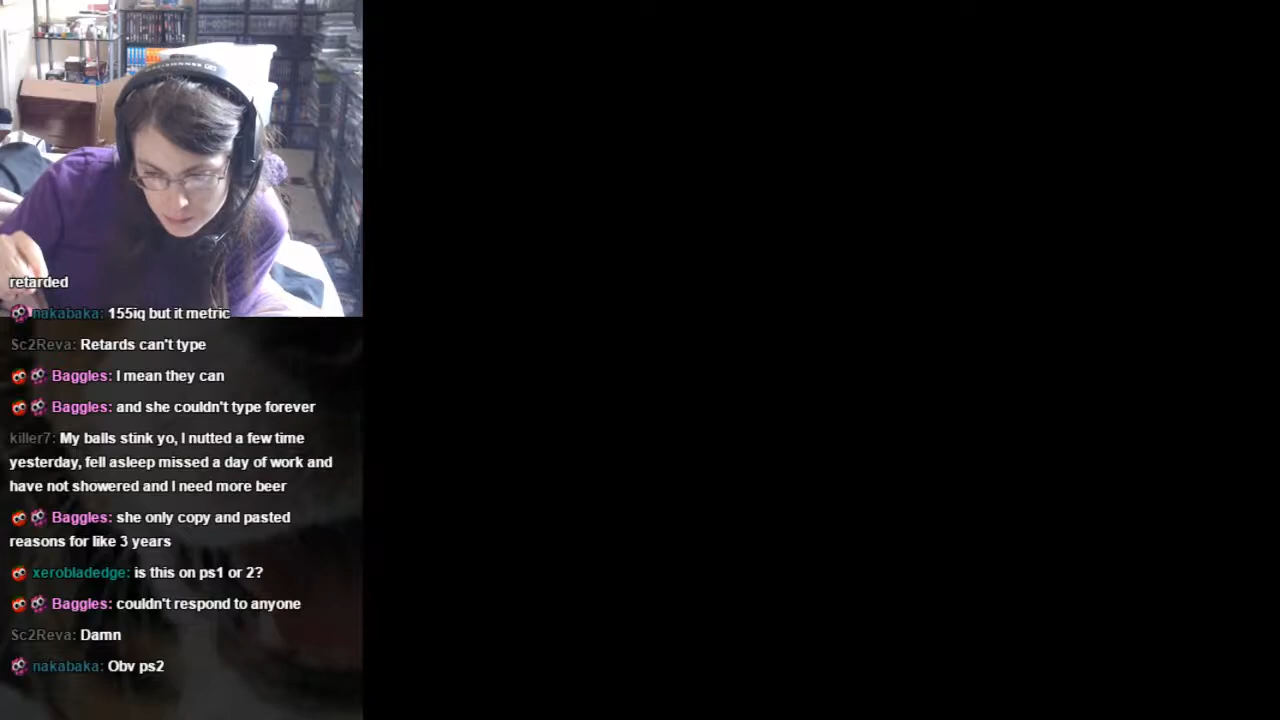 retarded
nakabaka: 155iq but it metric
Sc2Reva: Retards can't type
Baggles: I mean they can
Baggles: and she couldn't type forever
killer7: My balls stink yo, I nutted a few time
yesterday, fell asleep missed a day of work and
have not showered and I need more beer
Baggles: she only copy and pasted
reasons for like 3 years
xerobladedge: is this on ps1 or 2?
Baggles: couldn't respond to anyone
Sc2Reva: Damn
nakabaka: Obv ps2